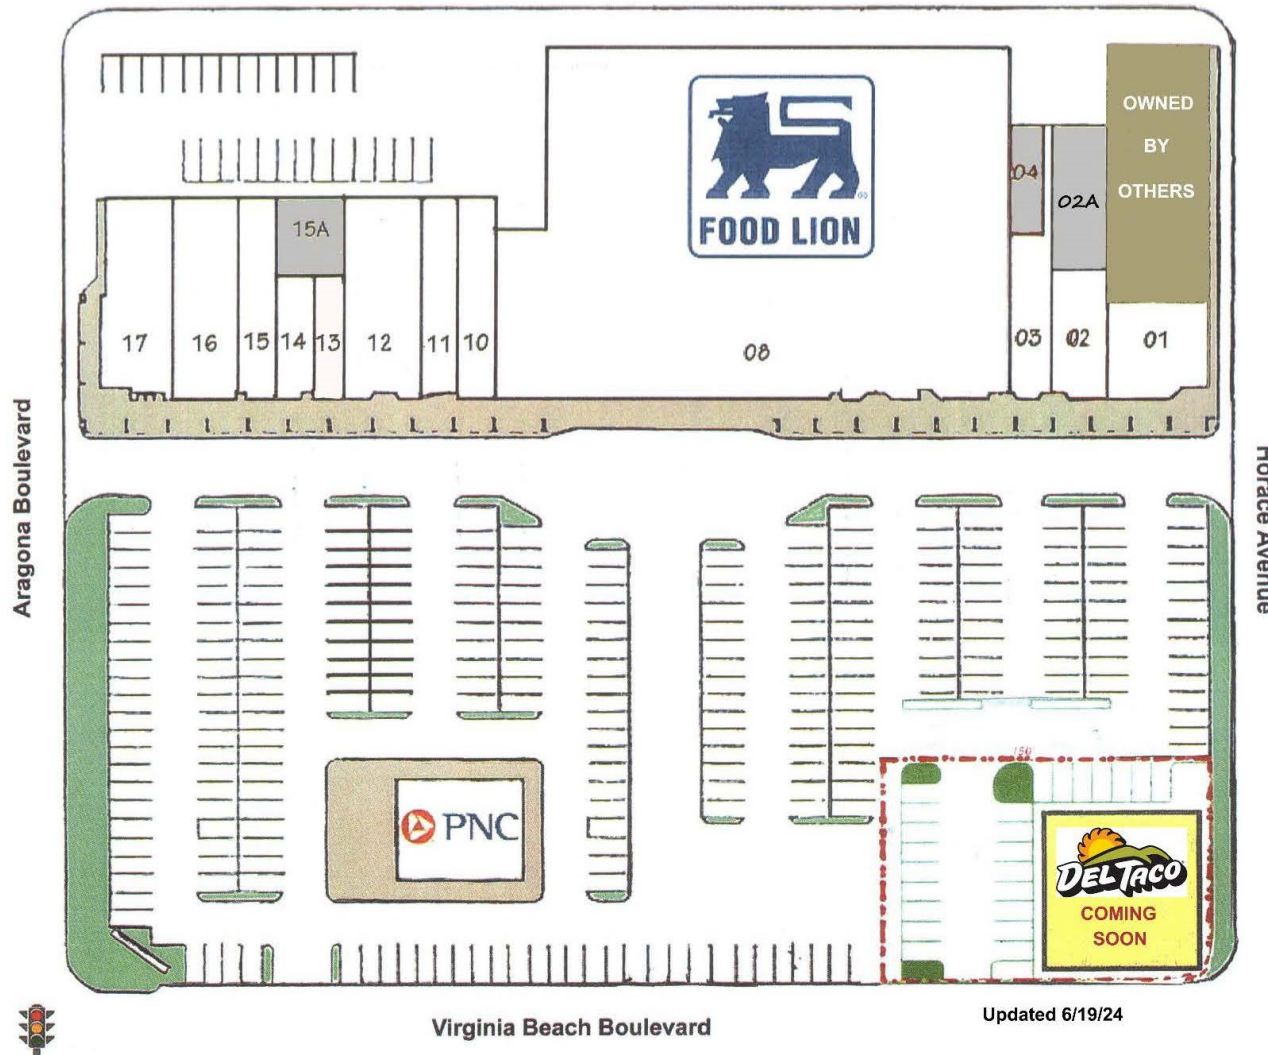 OWNED
BY
OTHERS
04
02A
FOOD LION
15A
17
16
15
14
13
12
11
10
08
03
02
01
Aragona Boulevard
Horace Avenue
150
PNC
DEL TACO
COMING
SOON
Updated 6/19/24
Virginia Beach Boulevard